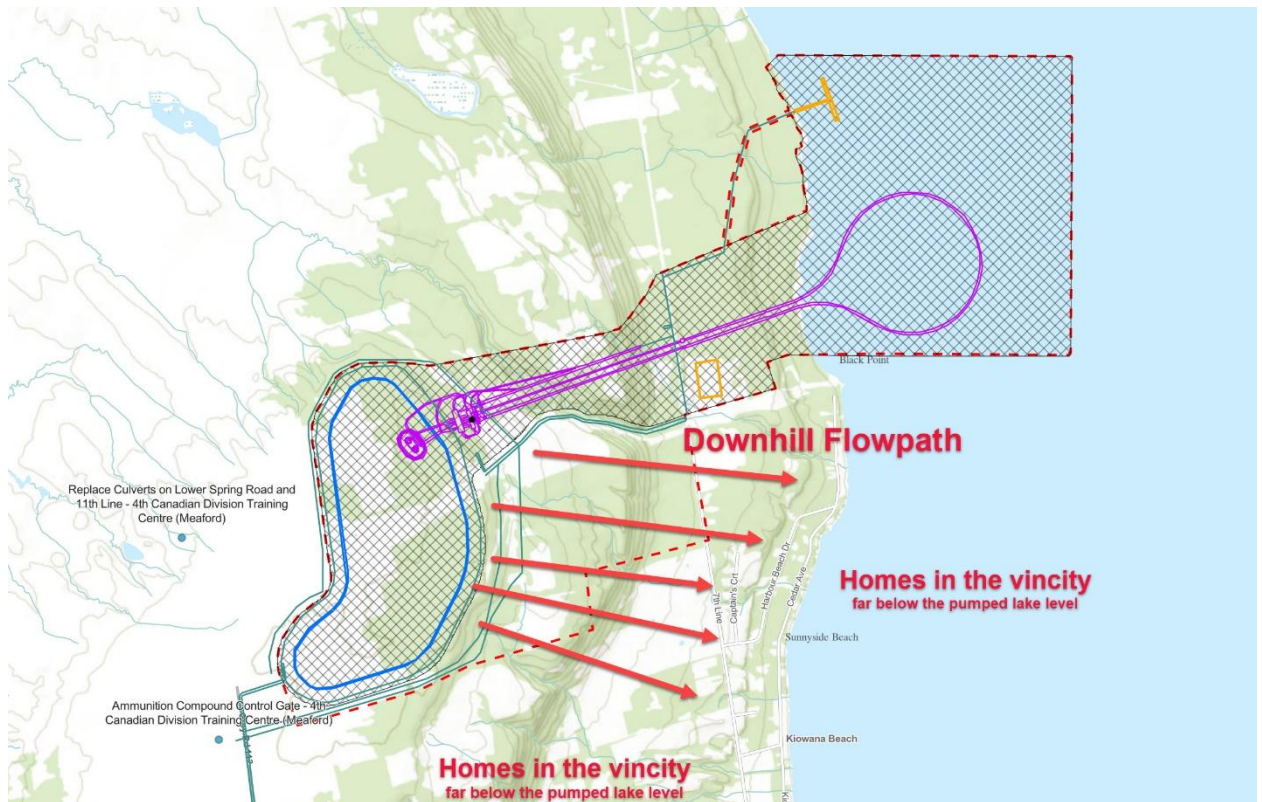 Black Point
Downhill Flowpath
Replace Culverts on Lower Spring Road and
11th Line - 4th Canadian Division Training
Centre (Meaford)
Harbour Beach Dr
Cedar Ave
Captain's Crt
7th Line
Homes in the vincity
far below the pumped lake level
Sunnyside Beach
Ammunition Compound Control Gate - 4th
Canadian Division Training Centre (Meaford)
Kiowana Beach
Homes in the vincity
far below the pumped lake level